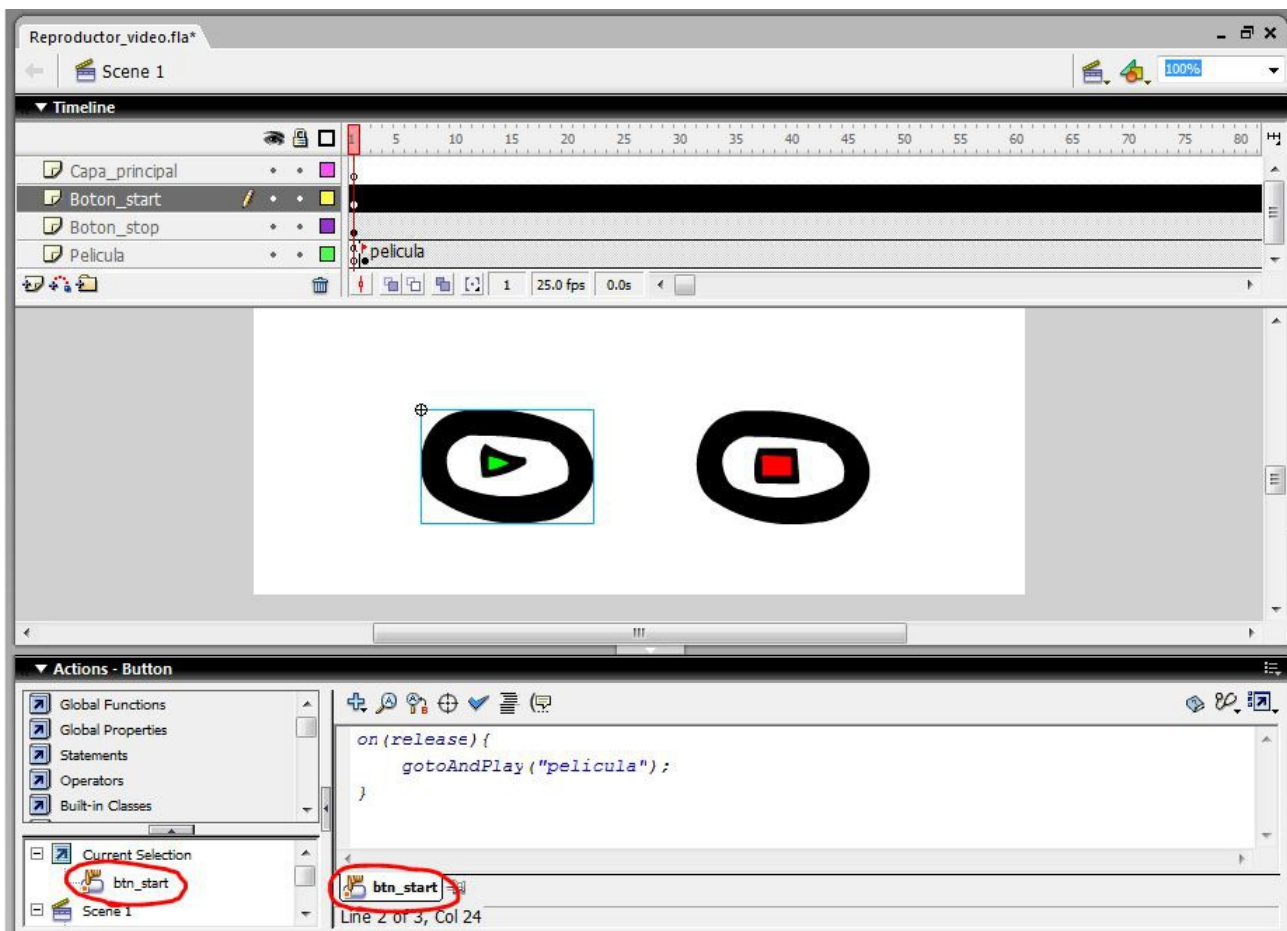 Reproductor_video.fla*
Scene 1
100%
Timeline
1 5 10 15 20 25 30 35 40 45 50 55 60 65 70 75 80
Capa_principal
Boton_start
Boton_stop
Pelicula
pelicula
1 25.0 fps 0.0s
Actions - Button
Global Functions
Global Properties
Statements
Operators
Built-in Classes
on(release){
gotoAndPlay("pelicula");
}
Current Selection
btn_start
Scene 1
btn_start
Line 2 of 3, Col 24